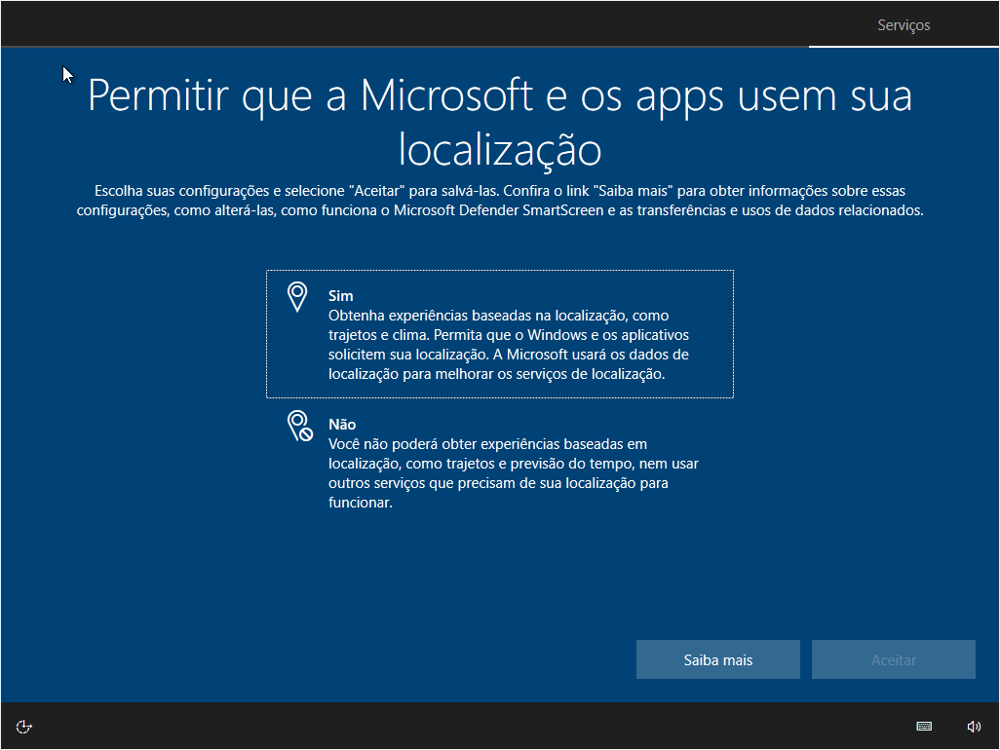 Serviços
Permitir que a Microsoft e os apps usem sua
localização
Escolha suas configurações e selecione "Aceitar" para salvá-las. Confira o link "Saiba mais" para obter informações sobre essas
configurações, como alterá-las, como funciona o Microsoft Defender SmartScreen e as transferências e usos de dados relacionados.
Sim
Obtenha experiências baseadas na localização, como
trajetos e clima. Permita que o Windows e os aplicativos
solicitem sua localização. A Microsoft usará os dados de
localização para melhorar os serviços de localização.
Não
Você não poderá obter experiências baseadas em
localização, como trajetos e previsão do tempo, nem usar
outros serviços que precisam de sua localização para
funcionar.
Saiba mais
Aceitar